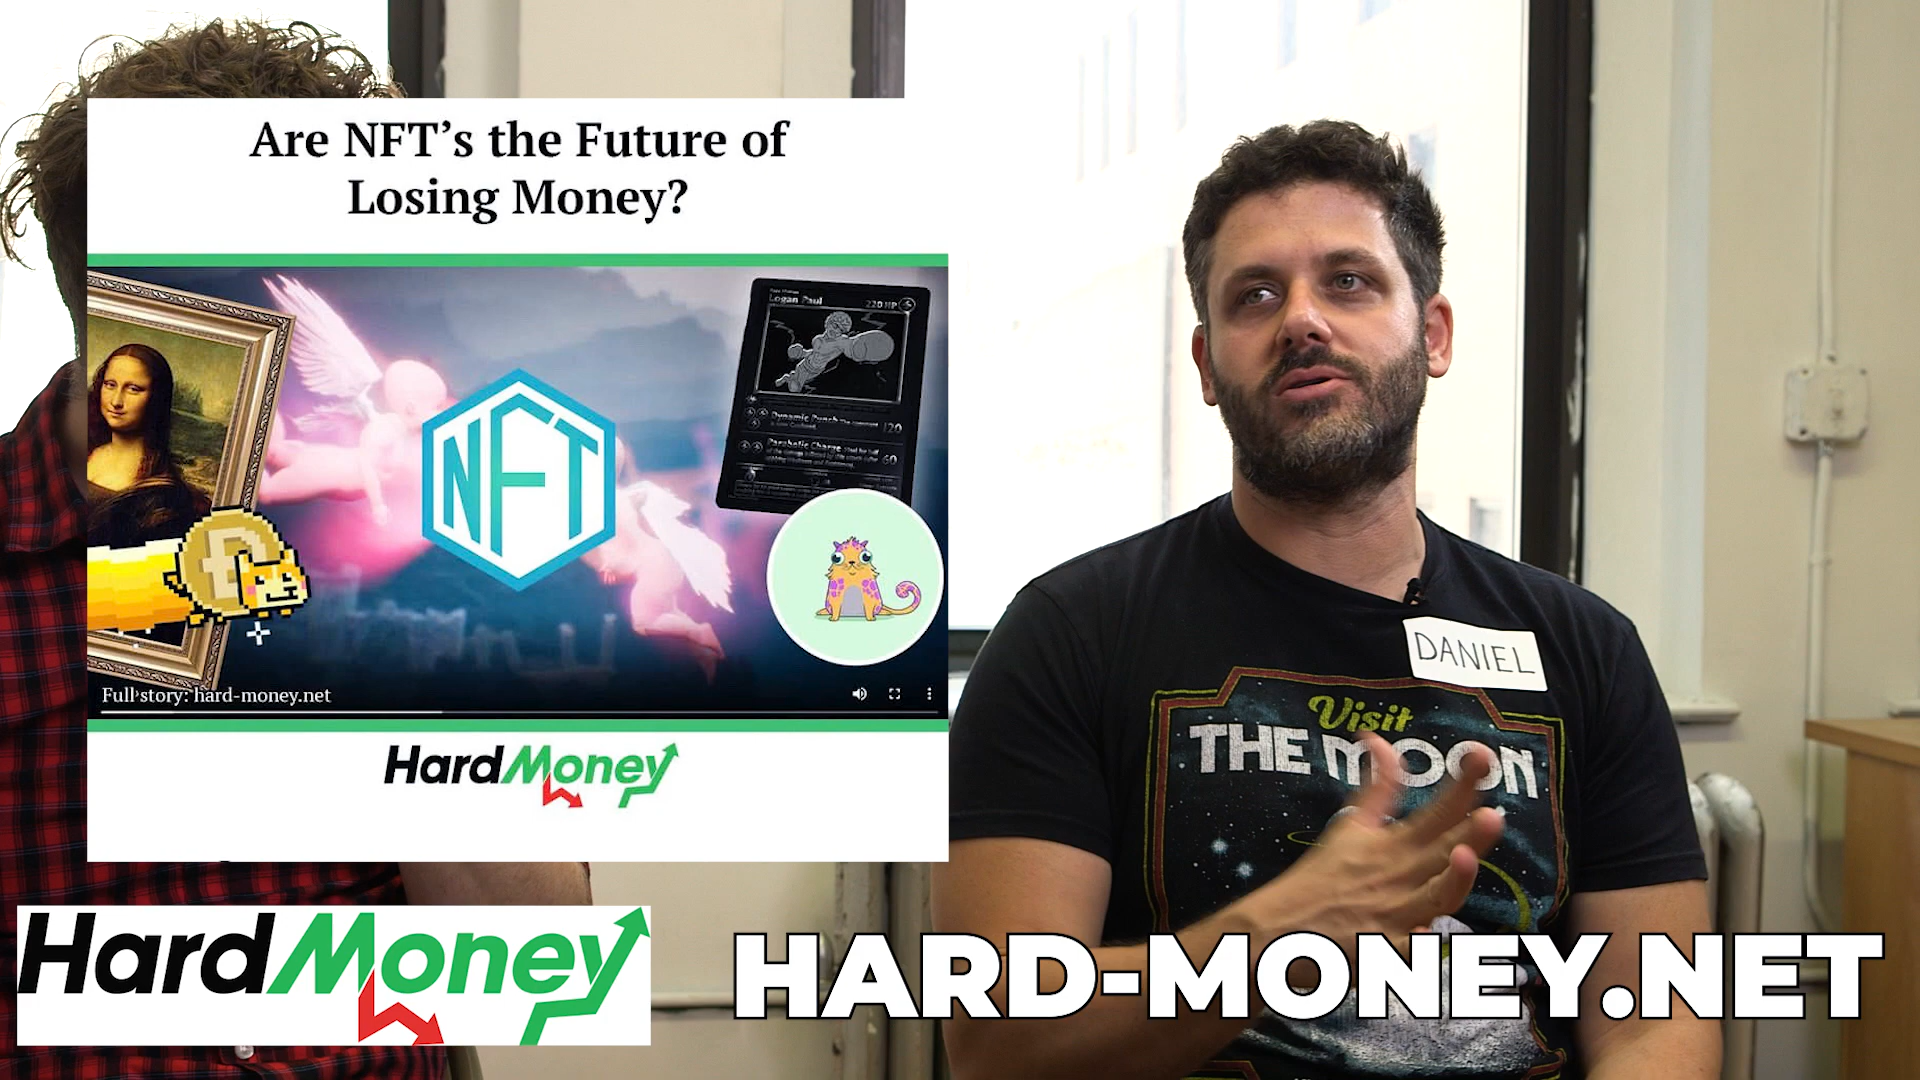 Are NFT’s the Future of
Losing Money?
Logan Paul
220 HP
NFT
Dynamic Punch
120
Parabolic Charge
60
Full story: hard-money.net
HardMoney
DANIEL
Visit
THE MOON
HardMoney
HARD-MONEY.NET